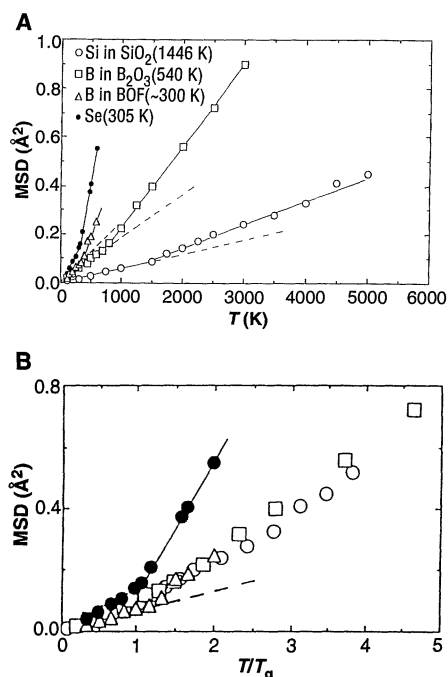 A
1.0
Si in SiO₂(1446 K)
B in B₂O₃(540 K)
B in BOF(~300 K)
Se(305 K)
0.8
0.6
0.4
0.2
0.0
MSD (Å²)
0 1000 2000 3000 4000 5000 6000
T (K)
B
0.8
0.4
0.0
MSD (Å²)
0 1 2 3 4 5
T/Tg